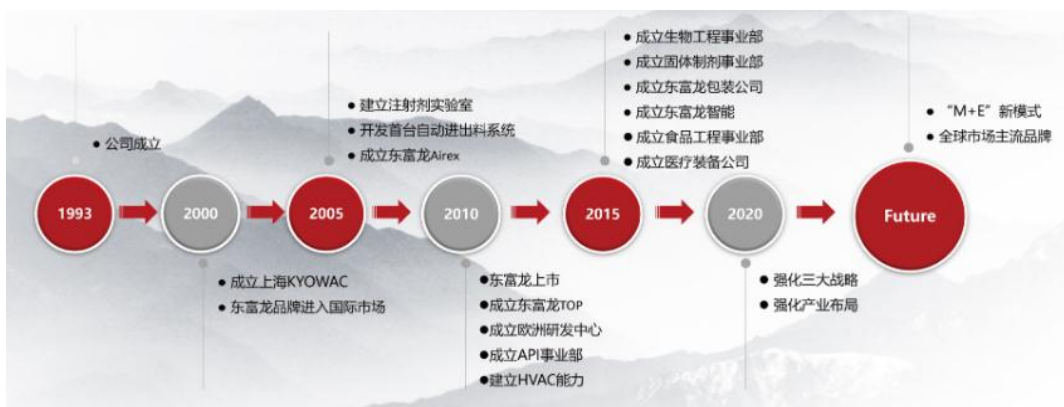 1993
公司成立
2000
成立上海KYOWAC
东富龙品牌进入国际市场
2005
建立注射剂实验室
开发首台自动进出料系统
成立东富龙Airex
2010
东富龙上市
成立东富龙TOP
成立欧洲研发中心
成立API事业部
建立HVAC能力
2015
成立生物工程事业部
成立固体制剂事业部
成立东富龙包装公司
成立东富龙智能
成立食品工程事业部
成立医疗装备公司
2020
强化三大战略
强化产业布局
Future
“M+E”新模式
全球市场主流品牌